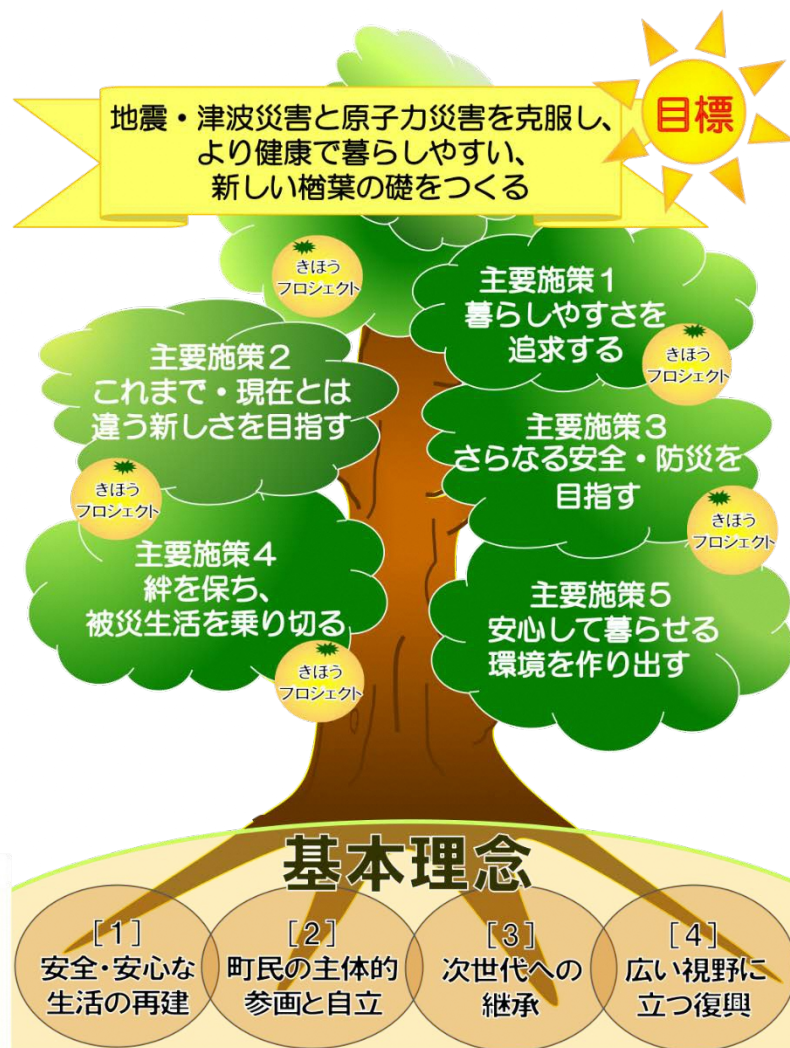 地震・津波災害と原子力災害を克服し、
より健康で暮らしやすい、
新しい楢葉の礎をつくる
目標
きぼう
プロジェクト
主要施策1
暮らしやすさを
追求する
きぼう
プロジェクト
主要施策2
これまで・現在とは
違う新しさを目指す
きぼう
プロジェクト
主要施策3
さらなる安全・防災を
目指す
きぼう
プロジェクト
主要施策4
絆を保ち、
被災生活を乗り切る
きぼう
プロジェクト
主要施策5
安心して暮らせる
環境を作り出す
基本理念
[1]
安全・安心な
生活の再建
[2]
町民の主体的
参画と自立
[3]
次世代への
継承
[4]
広い視野に
立つ復興